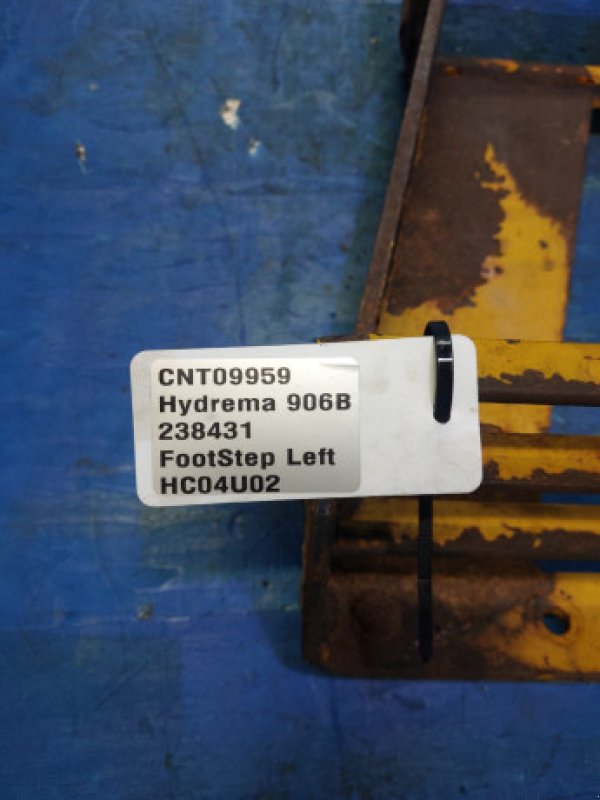 CNT09959
Hydrema 906B
238431
FootStep Left
HC04U02